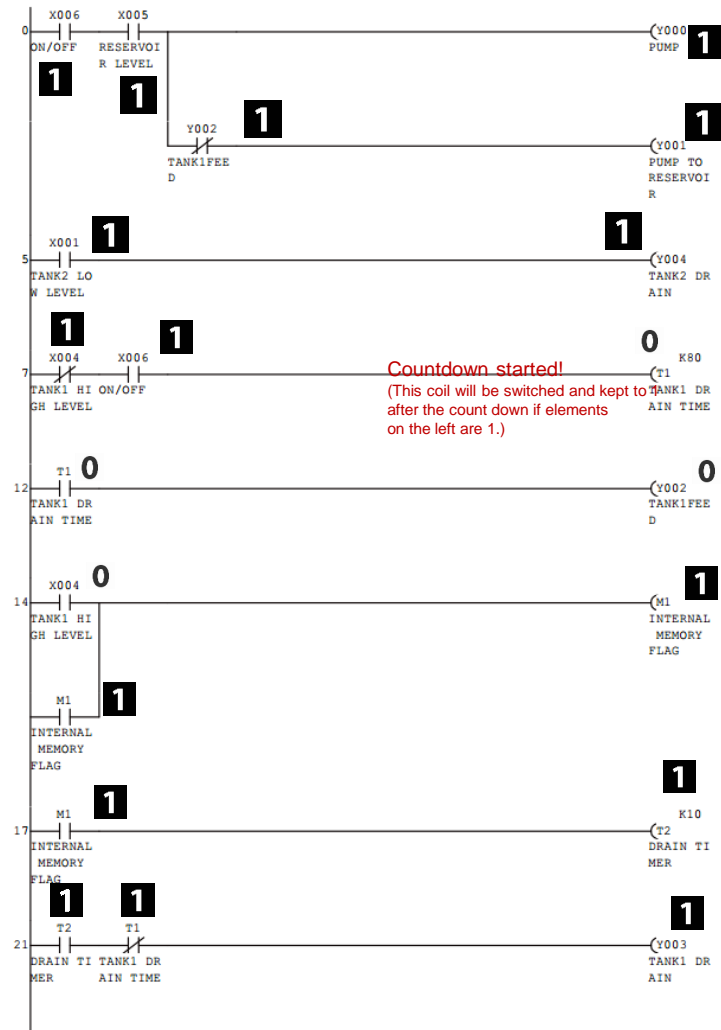 X006 X005
0 (Y000
ON/OFF RESERVOI PUMP 1
R LEVEL
1 1
1 1
Y002
(Y001
TANK1FEE PUMP TO
D RESERVOI
R
X001 1 1
5 (Y004
TANK2 LO TANK2 DR
W LEVEL AIN
1 1 0
X004 X006 K80
7 Countdown started! (T1
TANK1 HI ON/OFF (This coil will be switched and kept to 1 TANK1 DR
GH LEVEL after the count down if elements AIN TIME
on the left are 1.)
T1 0 0
12 (Y002
TANK1 DR TANK1FEE
AIN TIME D
X004 0 1
14 (M1
TANK1 HI INTERNAL
GH LEVEL MEMORY
FLAG
M1 1
INTERNAL
MEMORY
FLAG
1
M1 1 K10
17 (T2
INTERNAL DRAIN TI
MEMORY MER
FLAG
1 1 1
T2 T1
21 (Y003
DRAIN TI TANK1 DR TANK1 DR
MER AIN TIME AIN